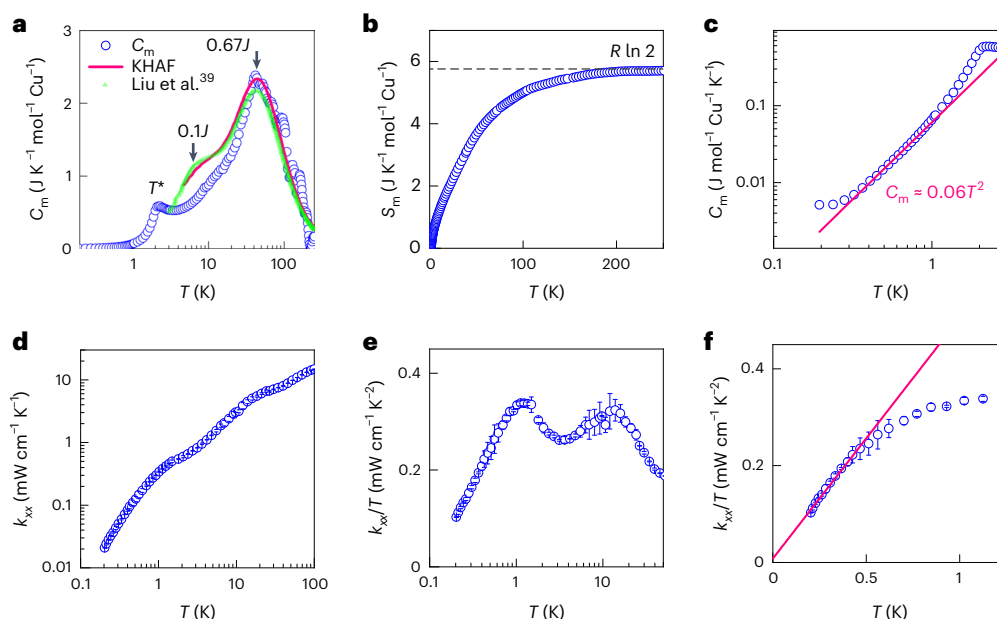 a
3
2
1
0
1
10
100
C_m (J K⁻¹ mol⁻¹ Cu⁻¹)
T (K)
C_m
KHAF
Liu et al.³⁹
0.67J
0.1J
T*
b
6
4
2
0
0
100
200
S_m (J K⁻¹ mol⁻¹ Cu⁻¹)
T (K)
R ln 2
c
0.1
0.01
0.1
1
C_m (J mol⁻¹ Cu⁻¹ K⁻¹)
T (K)
C_m ≈ 0.06T²
d
10
1
0.1
0.01
0.1
1
10
100
k_xx (mW cm⁻¹ K⁻¹)
T (K)
e
0.4
0.2
0
0.1
1
10
k_xx/T (mW cm⁻¹ K⁻²)
T (K)
f
0.4
0.2
0
0
0.5
1.0
k_xx/T (mW cm⁻¹ K⁻²)
T (K)